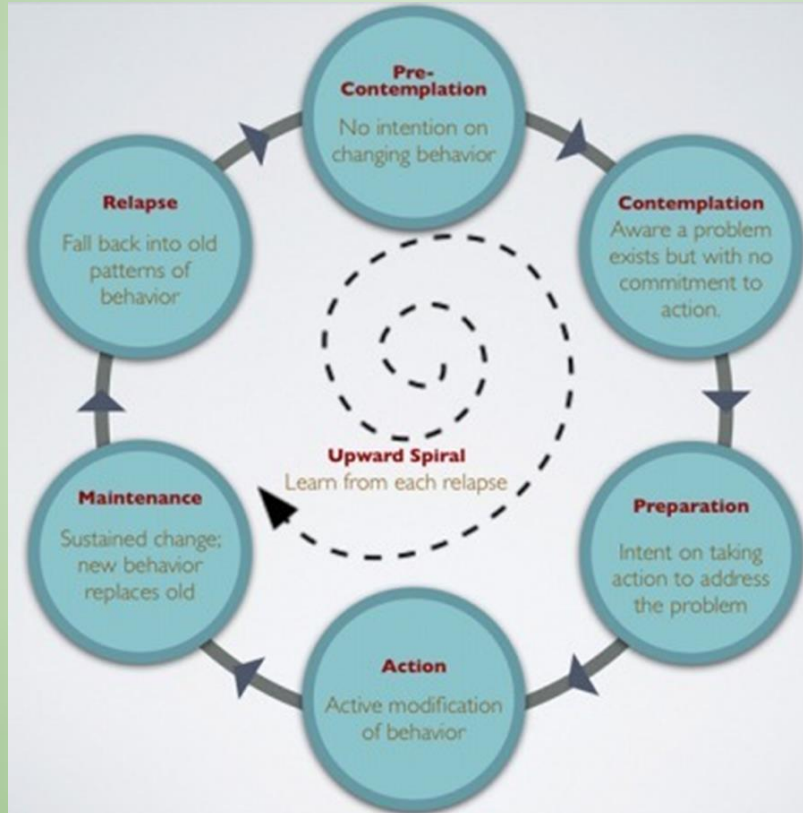 Pre-
Contemplation
No intention on
changing behavior
Contemplation
Aware a problem
exists but with no
commitment to
action.
Preparation
Intent on taking
action to address
the problem
Action
Active modification
of behavior
Maintenance
Sustained change;
new behavior
replaces old
Relapse
Fall back into old
patterns of
behavior
Upward Spiral
Learn from each relapse